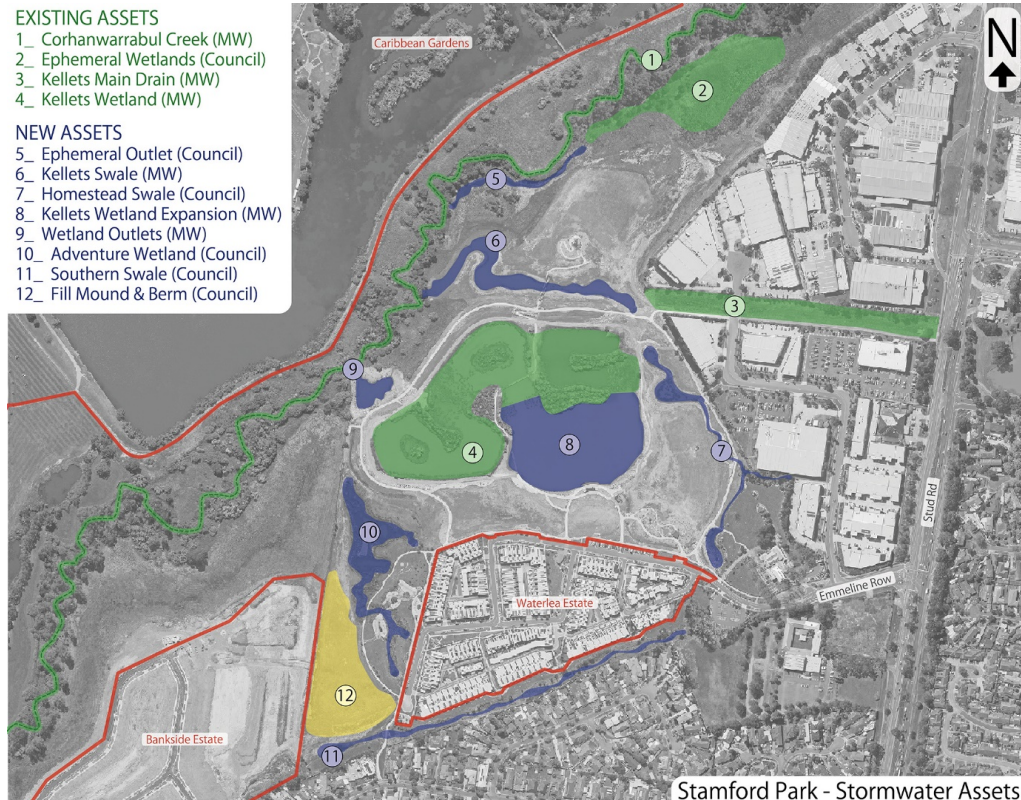 EXISTING ASSETS
1_ Corhanwarrabul Creek (MW)
2_ Ephemeral Wetlands (Council)
3_ Kellets Main Drain (MW)
4_ Kellets Wetland (MW)
NEW ASSETS
5_ Ephemeral Outlet (Council)
6_ Kellets Swale (MW)
7_ Homestead Swale (Council)
8_ Kellets Wetland Expansion (MW)
9_ Wetland Outlets (MW)
10_ Adventure Wetland (Council)
11_ Southern Swale (Council)
12_ Fill Mound & Berm (Council)
Caribbean Gardens
N
1
2
5
6
3
9
4
8
7
10
Stud Rd
Emmeline Row
Waterlea Estate
12
Bankside Estate
11
Stamford Park - Stormwater Assets